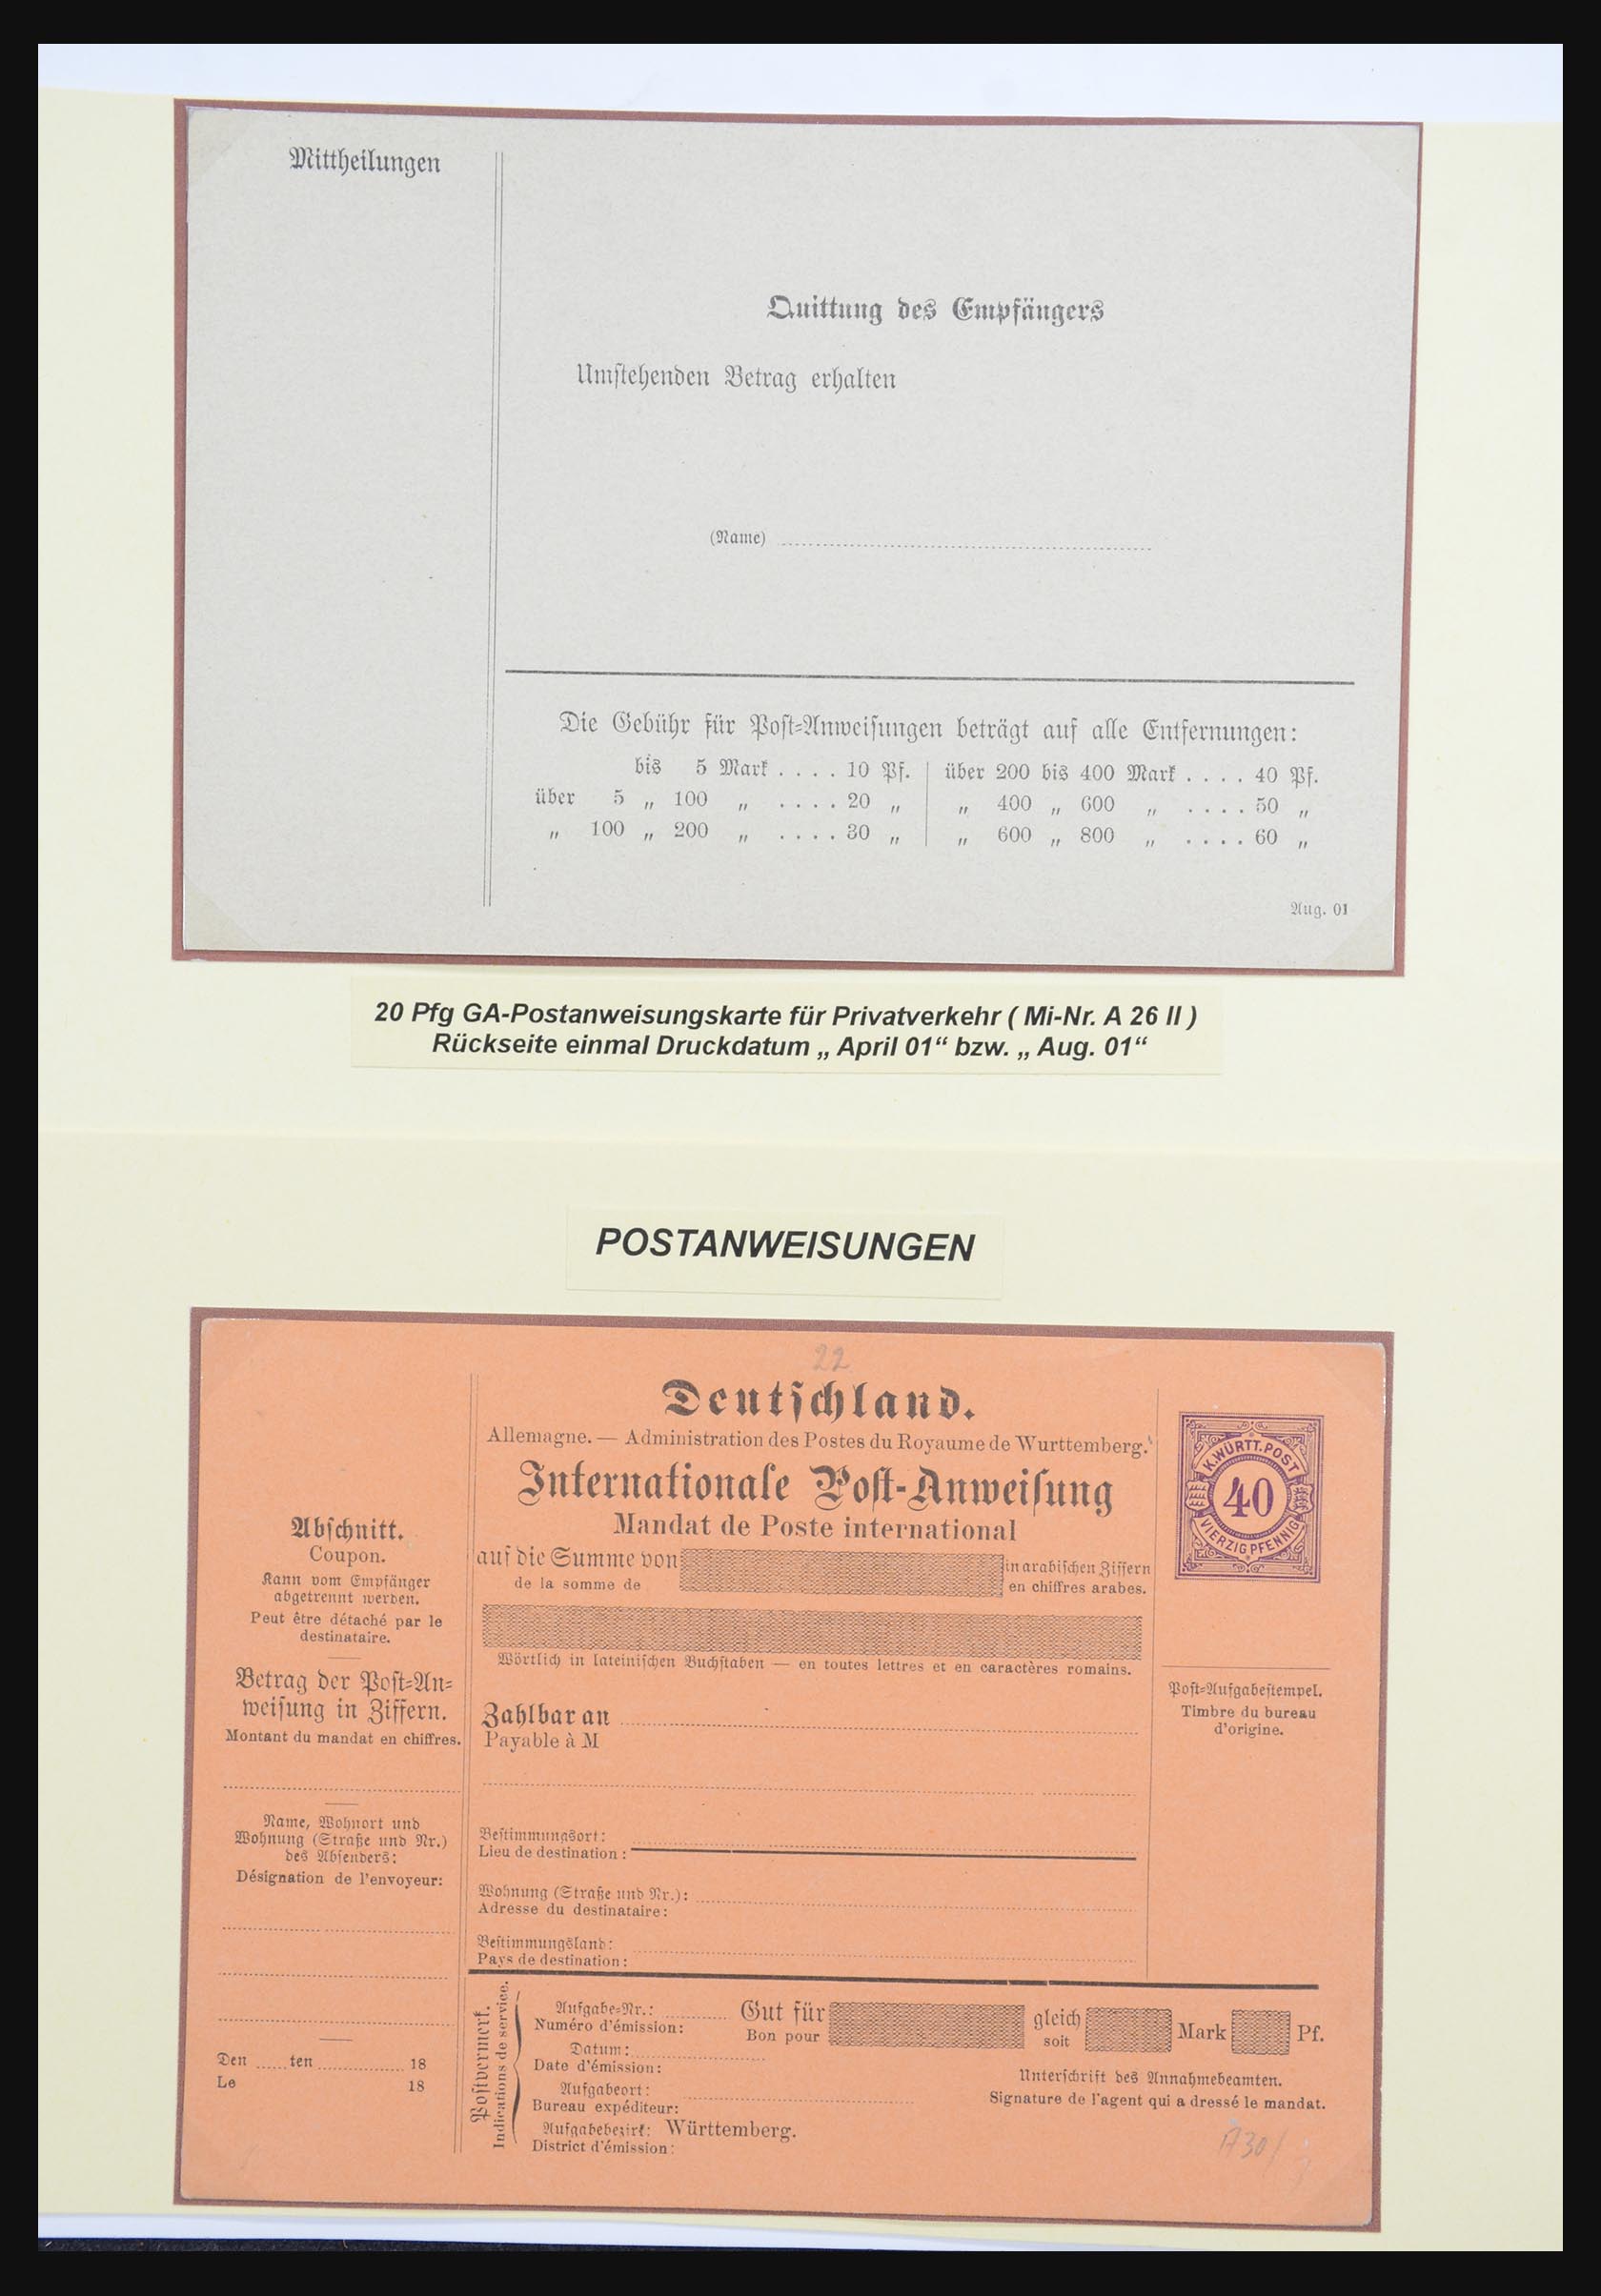 Mittheilungen
Quittung des Empfängers
Umstehenden Betrag erhalten
(Name)
Die Gebühr für Post-Anweisungen beträgt auf alle Entfernungen:
bis 5 Mark . . . . 10 Pf. über 200 bis 400 Mark . . . . 40 Pf.
über 5 „ 100 „ . . . . 20 „ „ 400 „ 600 „ . . . . 50 „
„ 100 „ 200 „ . . . . 30 „ „ 600 „ 800 „ . . . . 60 „
Aug. 01
20 Pfg GA-Postanweisungskarte für Privatverkehr ( Mi-Nr. A 26 II )
Rückseite einmal Druckdatum „ April 01“ bzw. „ Aug. 01“
POSTANWEISUNGEN
22
Deutschland.
Allemagne. — Administration des Postes du Royaume de Wurttemberg.
Internationale Post-Anweisung
Mandat de Poste international
auf die Summe von in arabischen Ziffern
de la somme de en chiffres arabes.
Wörtlich in lateinischen Buchstaben — en toutes lettres et en caractères romains.
K. WÜRTT. POST
40
VIERZIG PFENNIG
Abschnitt.
Coupon.
Kann vom Empfänger
abgetrennt werden.
Peut être détaché par le
destinataire.
Betrag der Post-An-
weisung in Ziffern.
Montant du mandat en chiffres.
Name, Wohnort und
Wohnung (Straße und Nr.)
des Absenders:
Désignation de l'envoyeur:
Den ten 18
Le 18
Zahlbar an
Payable à M
Bestimmungsort:
Lieu de destination :
Wohnung (Straße und Nr.):
Adresse du destinataire:
Bestimmungsland:
Pays de destination:
Post-Aufgabestempel.
Timbre du bureau
d'origine.
Postvermerk.
Indications de service.
Aufgabe-Nr.:
Numéro d'émission:
Datum:
Date d'émission:
Aufgabeort:
Bureau expéditeur:
Aufgabebezirk: Württemberg.
District d'émission:
Gut für gleich Mark Pf.
Bon pour soit
Unterschrift des Annahmebeamten.
Signature de l'agent qui a dressé le mandat.